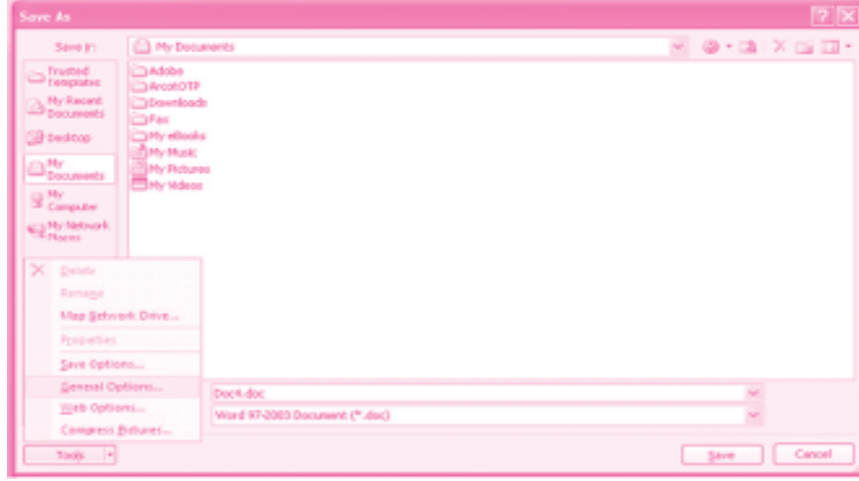 Save As
Save in:
My Documents
Trusted
Templates
My Recent
Documents
Desktop
My
Documents
My
Computer
My Network
Places
Adobe
ArcotOTP
Downloads
Fax
My eBooks
My Music
My Pictures
My Videos
Delete
Rename
Map Network Drive...
Properties
Save Options...
General Options...
Web Options...
Compress Pictures...
Doc4.doc
Word 97-2003 Document (*.doc)
Tools
Save
Cancel